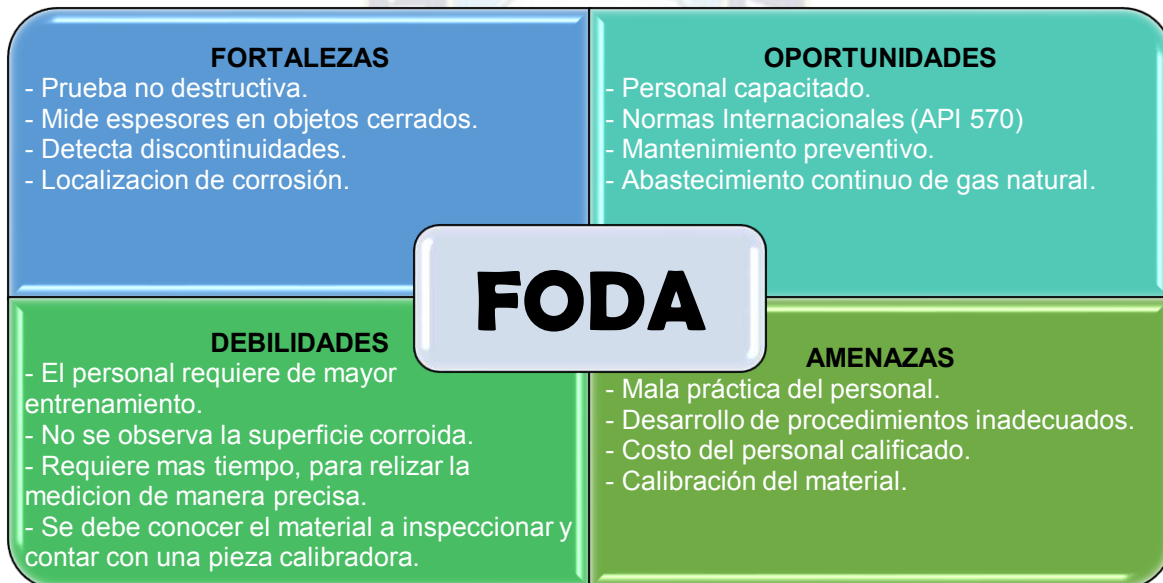 FORTALEZAS
- Prueba no destructiva.
- Mide espesores en objetos cerrados.
- Detecta discontinuidades.
- Localizacion de corrosión.
OPORTUNIDADES
- Personal capacitado.
- Normas Internacionales (API 570)
- Mantenimiento preventivo.
- Abastecimiento continuo de gas natural.
FODA
DEBILIDADES
- El personal requiere de mayor
entrenamiento.
- No se observa la superficie corroida.
- Requiere mas tiempo, para relizar la
medicion de manera precisa.
- Se debe conocer el material a inspeccionar y
contar con una pieza calibradora.
AMENAZAS
- Mala práctica del personal.
- Desarrollo de procedimientos inadecuados.
- Costo del personal calificado.
- Calibración del material.